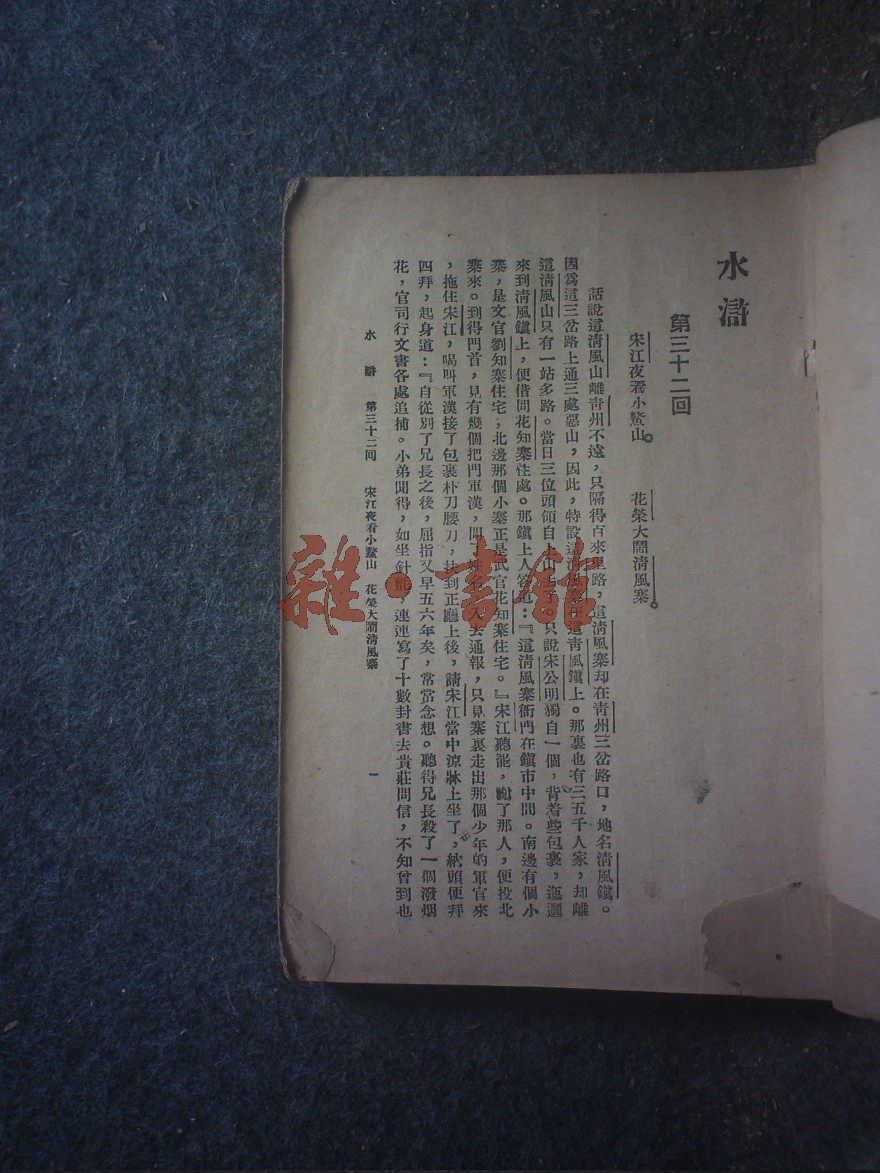 水滸
第三十二回
宋江夜看小鰲山。　花榮大鬧清風寨。
話說這清風山離青州不遠，只隔得百來里路，這清風寨却在青州三岔路口，地名清風鎮。
因爲這三岔路上通三處惡山，因此，特設這清風寨在這清風鎮上。那裏也有三五千人家，却離
這清風山只有一站多路。當日三位頭領自上山去了。只說宋公明獨自一個，背着些包裹，迤邐
來到清風鎮上，便借問花知寨住處。那鎮上人答道：『這清風寨衙門在鎮市中間。南邊有個小
寨，是文官劉知寨住宅；北邊那個小寨正是武官花知寨住宅。』宋江聽罷，謝了那人，便投北
寨來。到得門首，見有幾個把門軍漢，問姓名，入去通報，只見寨裏走出那個少年的軍官來
，拖住宋江，喝叫軍漢接了包裹朴刀腰刀，扶到正廳上後，請宋江當中涼牀上坐了，納頭便拜
四拜，起身道：『自從別了兄長之後，屈指又早五六年矣，常常念想。聽得兄長殺了一個潑烟
花，官司行文書各處追捕。小弟聞得，如坐針氈，連連寫了十數封書去貴莊問信，不知曾到也
水滸　第三十二回　宋江夜看小鰲山　花榮大鬧清風寨　一
雜·書館